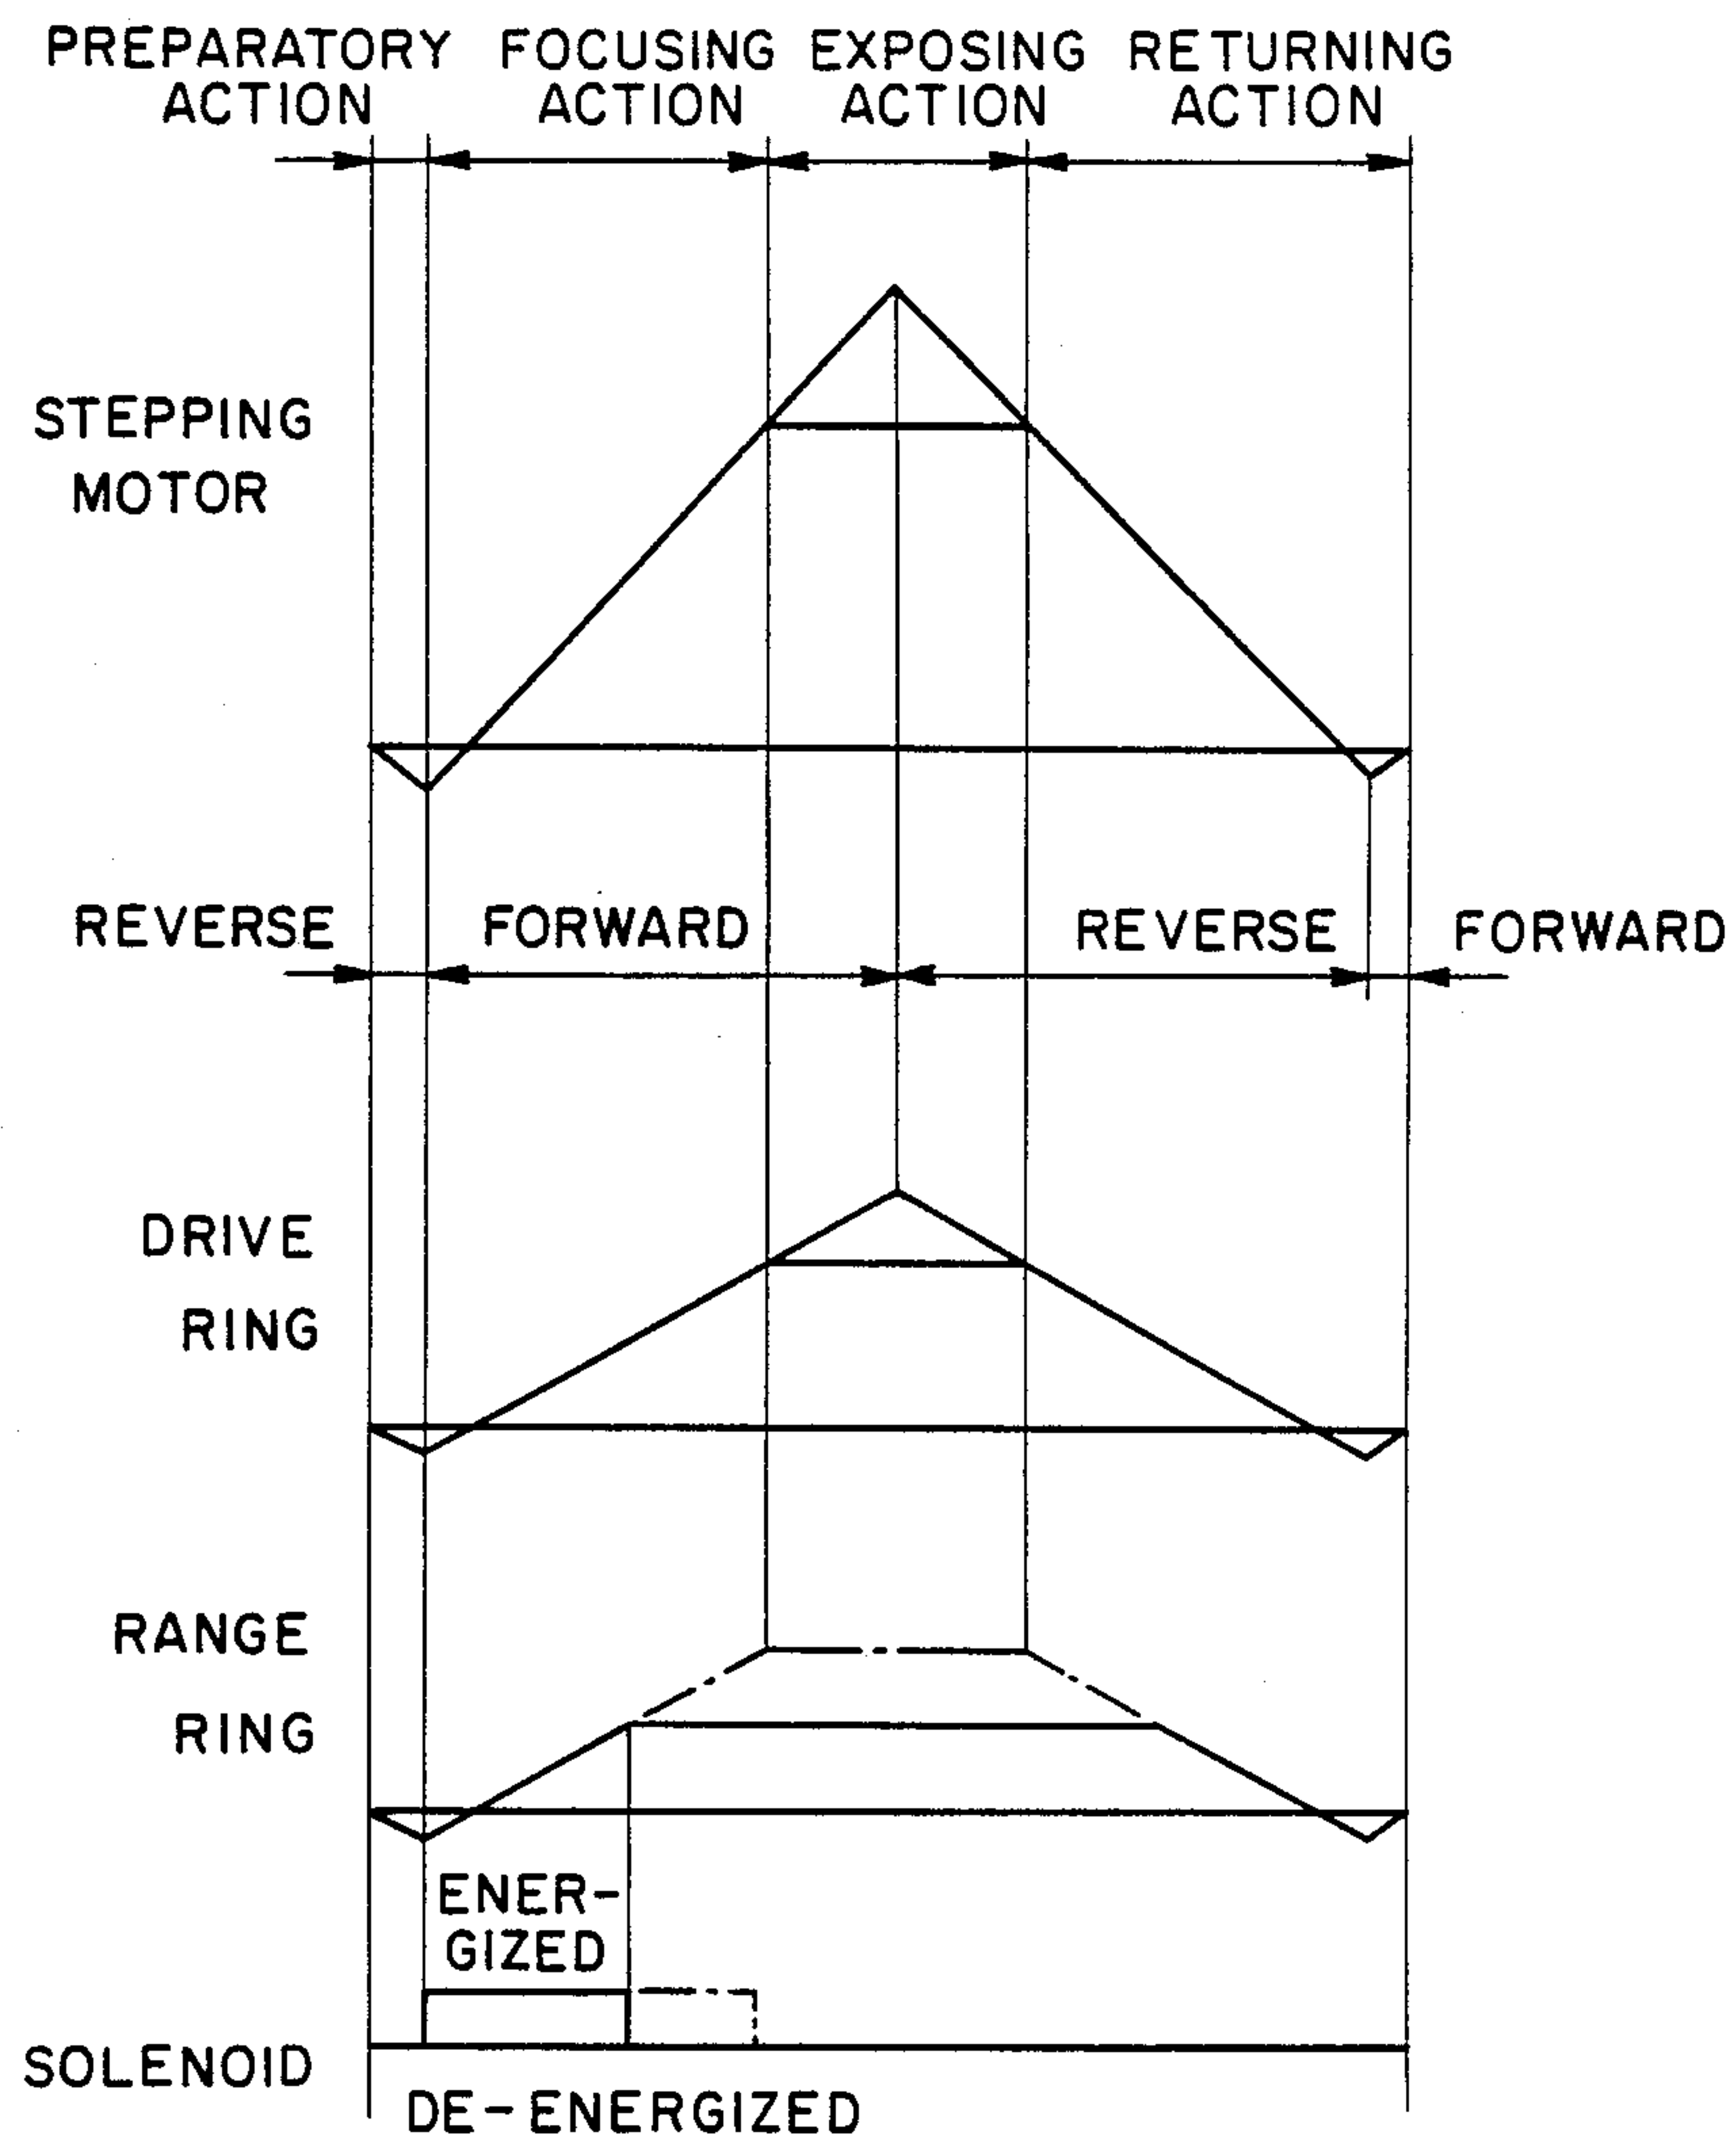 PREPARATORY FOCUSING EXPOSING RETURNING
ACTION ACTION ACTION ACTION
STEPPING
MOTOR
REVERSE FORWARD REVERSE FORWARD
DRIVE
RING
RANGE
RING
ENER-
GIZED
SOLENOID
DE-ENERGIZED